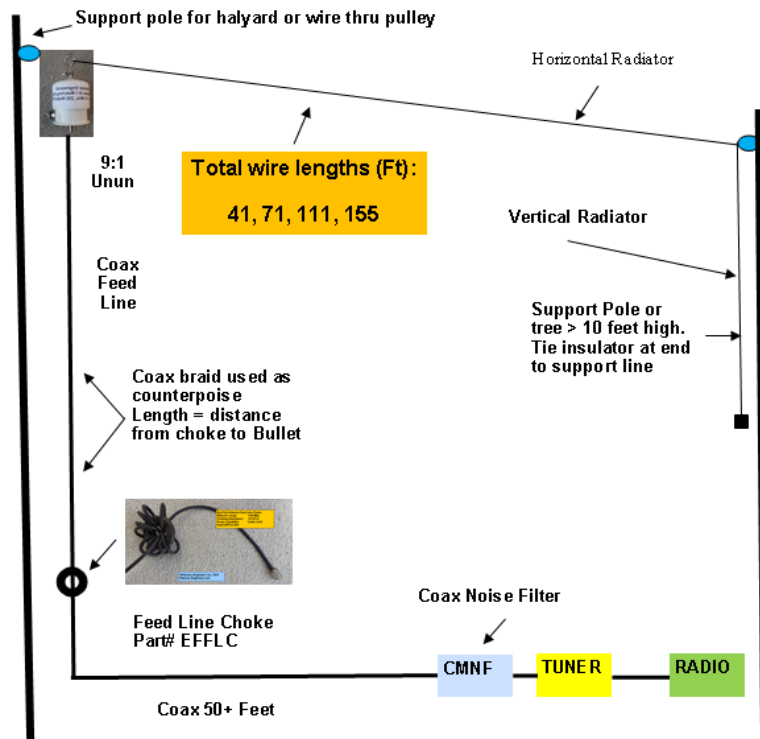 Support pole for halyard or wire thru pulley
Horizontal Radiator
9:1
Unun
Total wire lengths (Ft):
41, 71, 111, 155
Vertical Radiator
Coax
Feed
Line
Support Pole or
tree > 10 feet high.
Tie insulator at end
to support line
Coax braid used as
counterpoise
Length = distance
from choke to Bullet
Feed Line Choke
Part# EFFLC
Coax Noise Filter
CMNF
TUNER
RADIO
Coax 50+ Feet